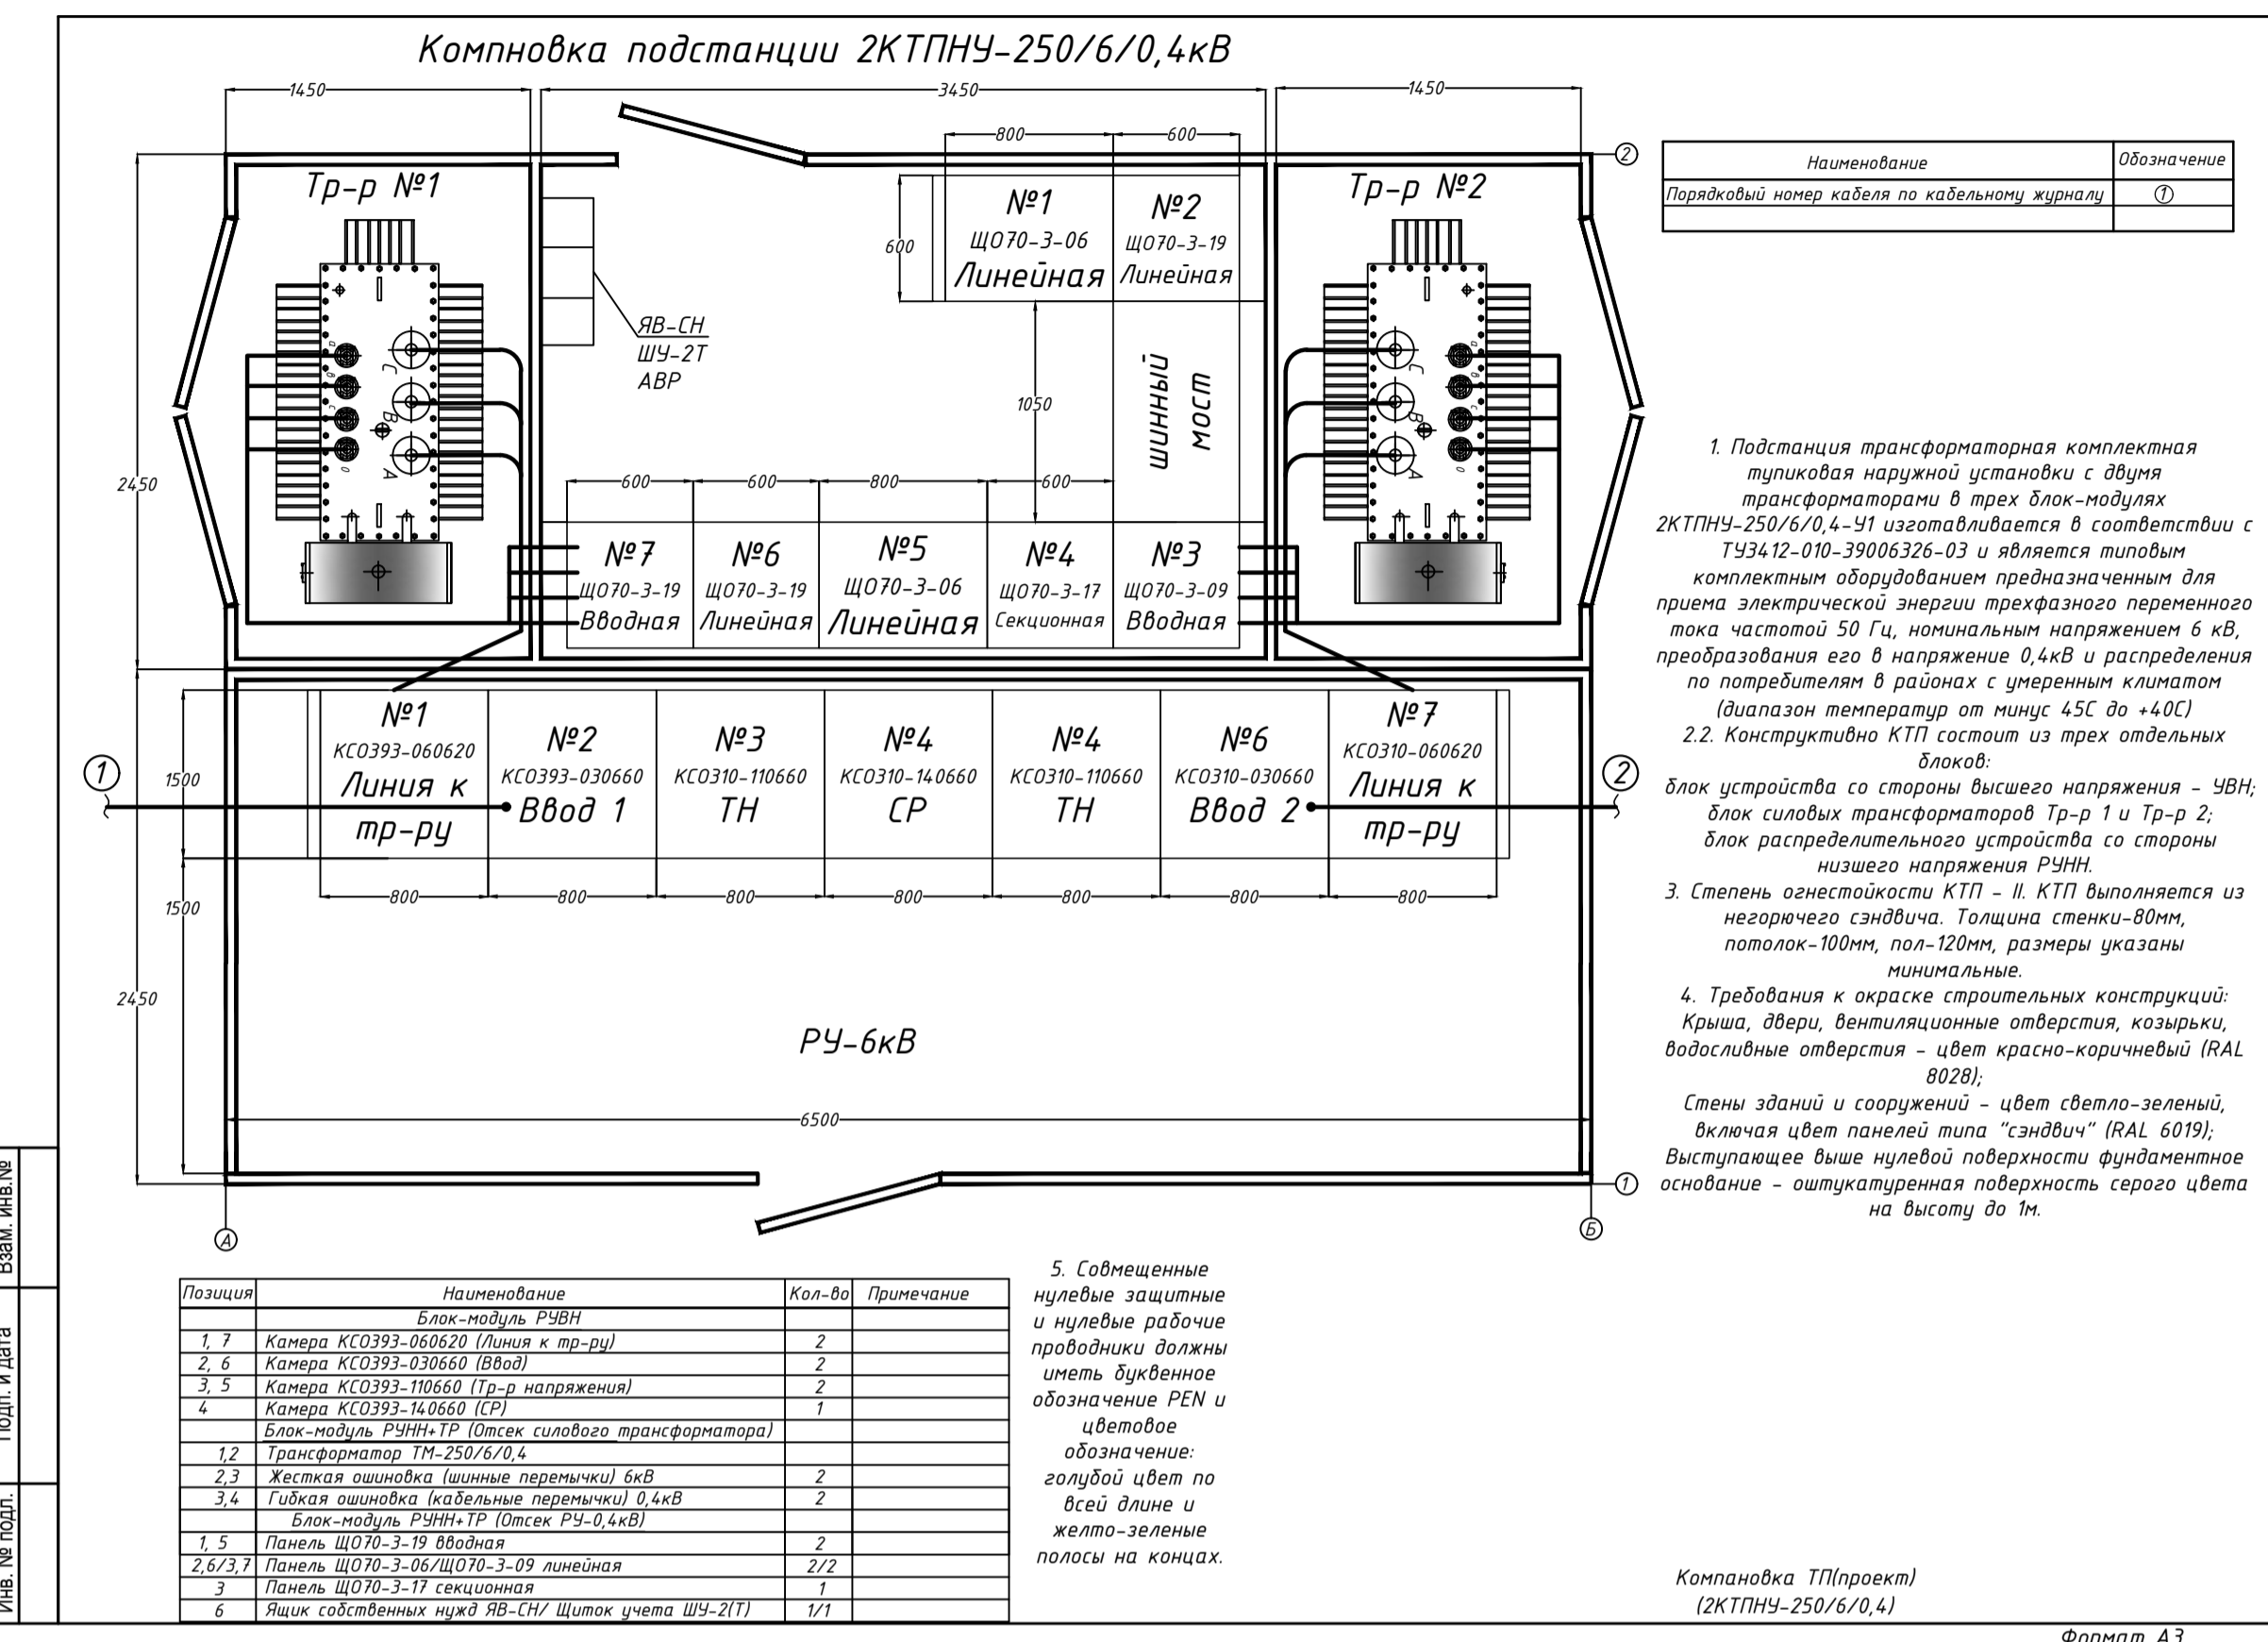 Компновка подстанции 2КТПНУ-250/6/0,4кВ
1450
3450
1450
800
600
2
Наименование
Обозначение
Порядковый номер кабеля по кабельному журналу
1
Тр-р №1
№1
ЩО70-3-06
Линейная
№2
ЩО70-3-19
Линейная
Тр-р №2
600
ЯВ-СН
ШУ-2Т
АВР
1050
шинный
мост
a
в
c
0
C
B
A
C
B
A
a
в
c
0
2450
600
600
800
600
№7
ЩО70-3-19
Вводная
№6
ЩО70-3-19
Линейная
№5
ЩО70-3-06
Линейная
№4
ЩО70-3-17
Секционная
№3
ЩО70-3-09
Вводная
№1
КСО393-060620
Линия к
тр-ру
№2
КСО393-030660
Ввод 1
№3
КСО310-110660
ТН
№4
КСО310-140660
СР
№4
КСО310-110660
ТН
№6
КСО310-030660
Ввод 2
№7
КСО310-060620
Линия к
тр-ру
1
2
1500
800
800
800
800
800
800
800
1500
2450
РУ-6кВ
6500
1
А
Б
1. Подстанция трансформаторная комплектная
тупиковая наружной установки с двумя
трансформаторами в трех блок-модулях
2КТПНУ-250/6/0,4-У1 изготавливается в соответствии с
ТУ3412-010-39006326-03 и является типовым
комплектным оборудованием предназначенным для
приема электрической энергии трехфазного переменного
тока частотой 50 Гц, номинальным напряжением 6 кВ,
преобразования его в напряжение 0,4кВ и распределения
по потребителям в районах с умеренным климатом
(диапазон температур от минус 45С до +40С)
2.2. Конструктивно КТП состоит из трех отдельных
блоков:
блок устройства со стороны высшего напряжения - УВН;
блок силовых трансформаторов Тр-р 1 и Тр-р 2;
блок распределительного устройства со стороны
низшего напряжения РУНН.
3. Степень огнестойкости КТП - II. КТП выполняется из
негорючего сэндвича. Толщина стенки-80мм,
потолок-100мм, пол-120мм, размеры указаны
минимальные.
4. Требования к окраске строительных конструкций:
Крыша, двери, вентиляционные отверстия, козырьки,
водосливные отверстия - цвет красно-коричневый (RAL
8028);
Стены зданий и сооружений - цвет светло-зеленый,
включая цвет панелей типа "сэндвич" (RAL 6019);
Выступающее выше нулевой поверхности фундаментное
основание - оштукатуренная поверхность серого цвета
на высоту до 1м.
5. Совмещенные
нулевые защитные
и нулевые рабочие
проводники должны
иметь буквенное
обозначение PEN и
цветовое
обозначение:
голубой цвет по
всей длине и
желто-зеленые
полосы на концах.
Позиция Наименование Кол-во Примечание
Блок-модуль РУВН
1, 7 Камера КСО393-060620 (Линия к тр-ру) 2
2, 6 Камера КСО393-030660 (Ввод) 2
3, 5 Камера КСО393-110660 (Тр-р напряжения) 2
4 Камера КСО393-140660 (СР) 1
Блок-модуль РУНН+ТР (Отсек силового трансформатора)
1,2 Трансформатор ТМ-250/6/0,4
2,3 Жесткая ошиновка (шинные перемычки) 6кВ 2
3,4 Гибкая ошиновка (кабельные перемычки) 0,4кВ 2
Блок-модуль РУНН+ТР (Отсек РУ-0,4кВ)
1, 5 Панель ЩО70-3-19 вводная 2
2,6/3,7 Панель ЩО70-3-06/ЩО70-3-09 линейная 2/2
3 Панель ЩО70-3-17 секционная 1
6 Ящик собственных нужд ЯВ-СН/ Щиток учета ШУ-2(Т) 1/1
Взам. инв.№
Подп. и дата
Инв. № подл.
Компановка ТП(проект)
(2КТПНУ-250/6/0,4)
Формат А3